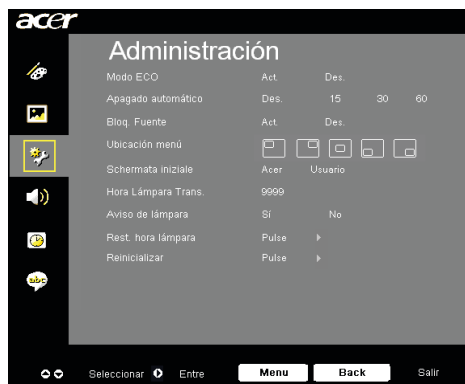 acer
Administración
Modo ECO Act. Des.
Apagado automático Des. 15 30 60
Bloq. Fuente Act. Des.
Ubicación menú
Schermata iniziale Acer Usuario
Hora Lámpara Trans. 9999
Aviso de lámpara Sí No
Rest. hora lámpara Pulse
Reinicializar Pulse
abc
Seleccionar Entre Menu Back Salir